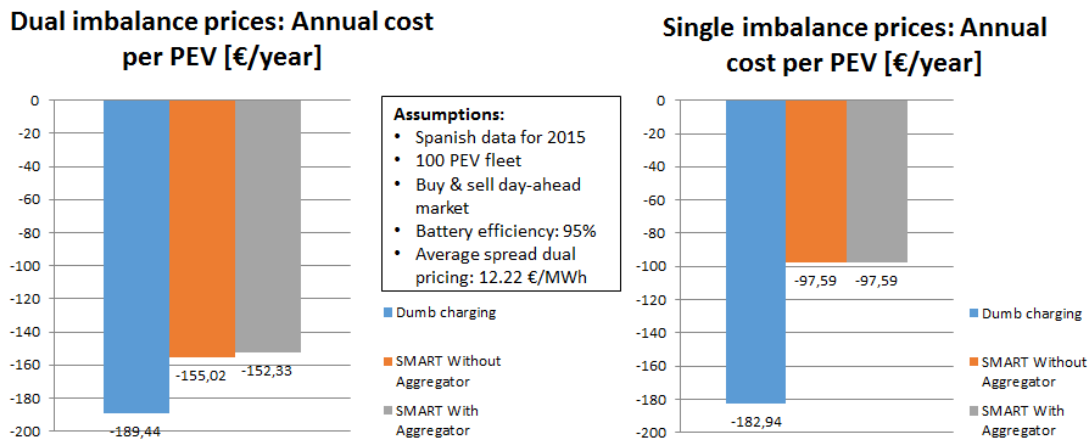 Dual imbalance prices: Annual cost
per PEV [€/year]
0
-20
-40
-60
-80
-100
-120
-140
-160
-180
-200
-189,44
-155,02
-152,33
Assumptions:
• Spanish data for 2015
• 100 PEV fleet
• Buy & sell day-ahead
market
• Battery efficiency: 95%
• Average spread dual
pricing: 12.22 €/MWh
Dumb charging
SMART Without
Aggregator
SMART With
Aggregator
Single imbalance prices: Annual
cost per PEV [€/year]
0
-20
-40
-60
-80
-100
-120
-140
-160
-180
-200
-182,94
-97,59
-97,59
Dumb charging
SMART Without
Aggregator
SMART With
Aggregator